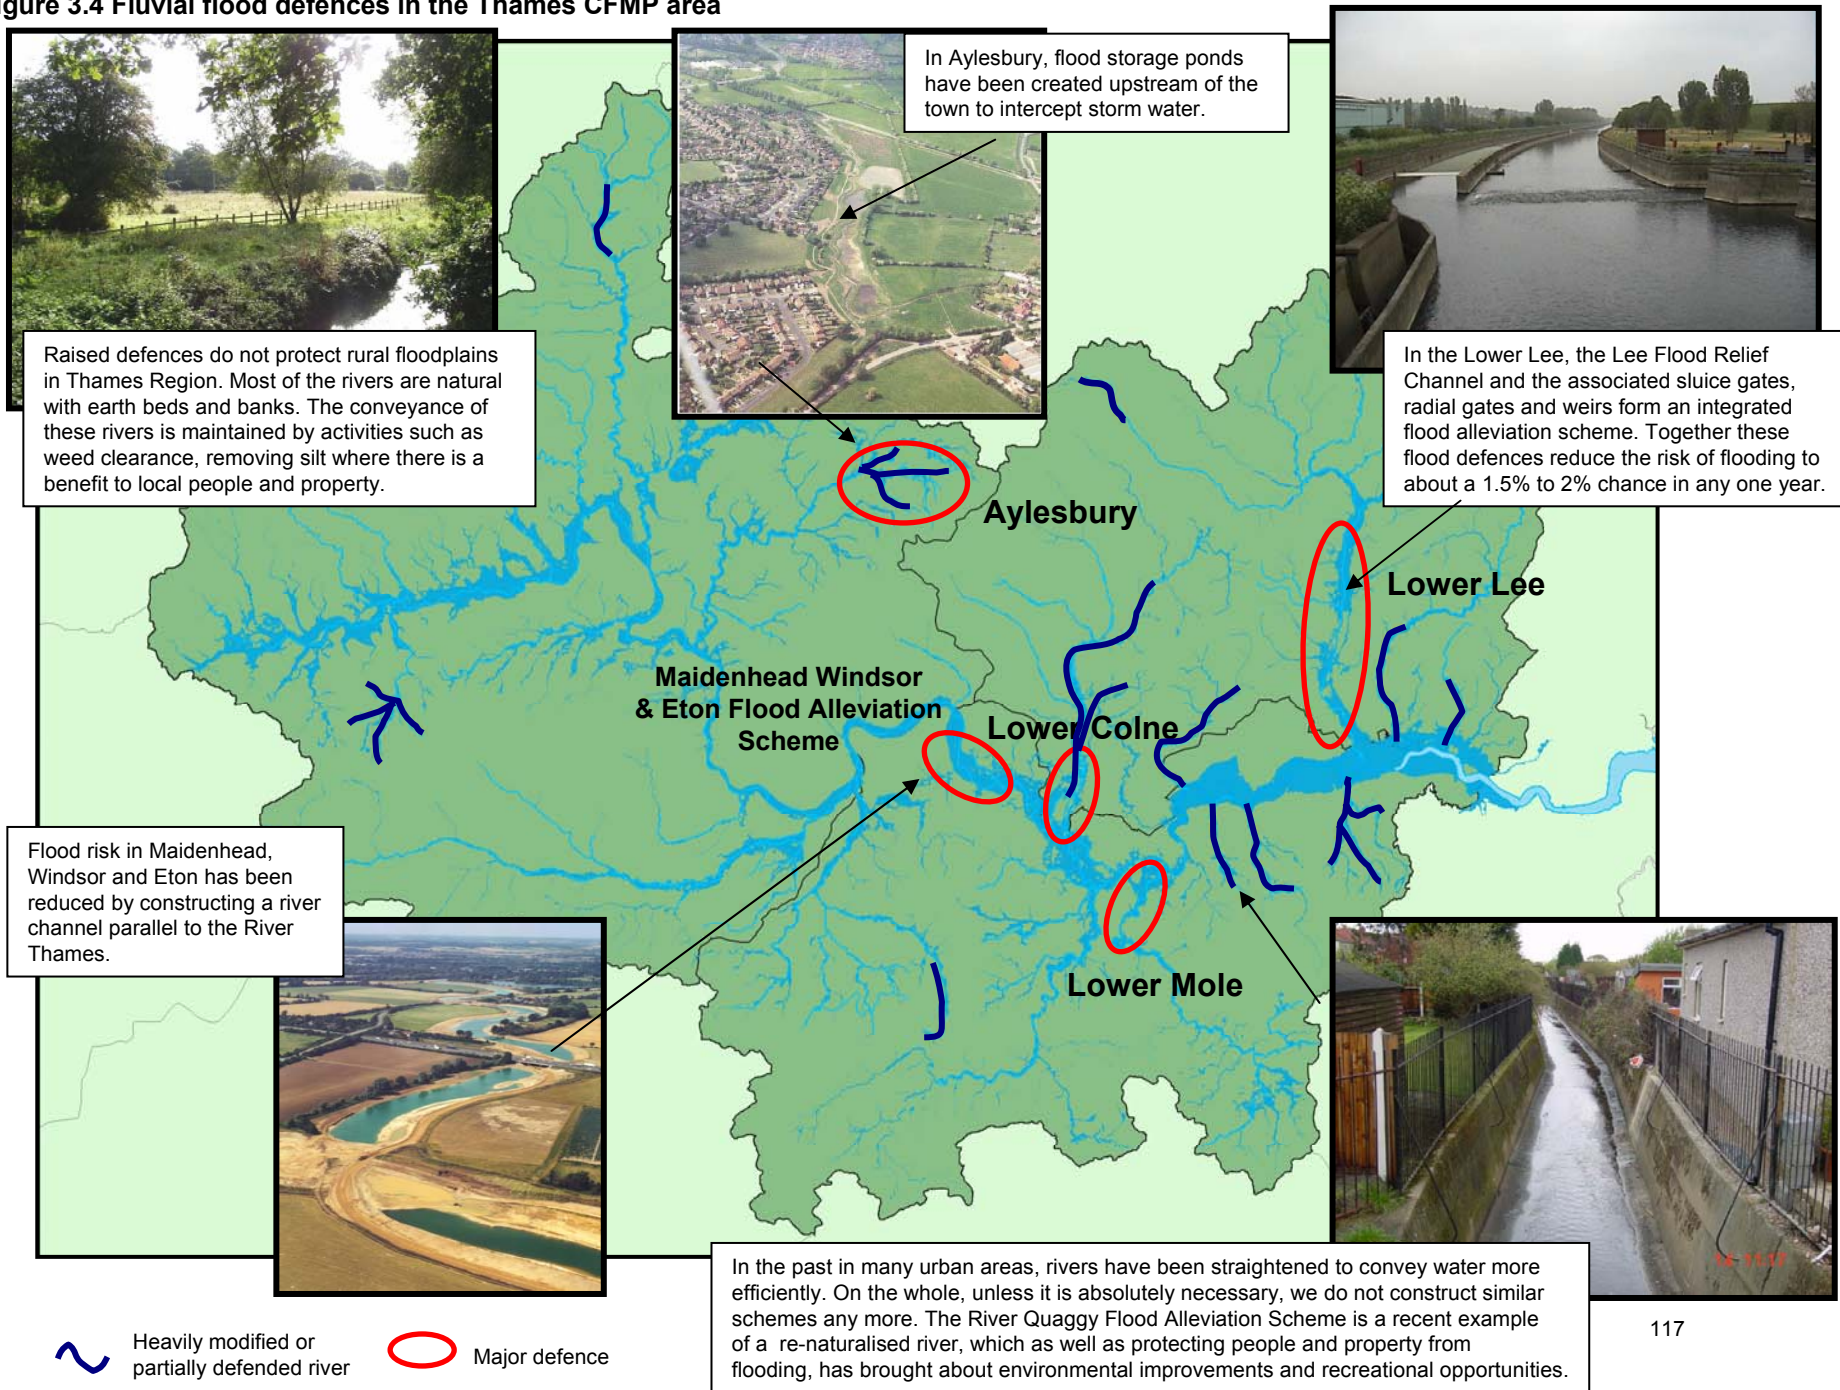 igure 3.4 Fluvial flood defences in the Thames CFMP area
In Aylesbury, flood storage ponds
have been created upstream of the
town to intercept storm water.
Raised defences do not protect rural floodplains
in Thames Region. Most of the rivers are natural
with earth beds and banks. The conveyance of
these rivers is maintained by activities such as
weed clearance, removing silt where there is a
benefit to local people and property.
In the Lower Lee, the Lee Flood Relief
Channel and the associated sluice gates,
radial gates and weirs form an integrated
flood alleviation scheme. Together these
flood defences reduce the risk of flooding to
about a 1.5% to 2% chance in any one year.
Aylesbury
Lower Lee
Maidenhead Windsor
& Eton Flood Alleviation
Scheme
Lower Colne
Flood risk in Maidenhead,
Windsor and Eton has been
reduced by constructing a river
channel parallel to the River
Thames.
Lower Mole
In the past in many urban areas, rivers have been straightened to convey water more
efficiently. On the whole, unless it is absolutely necessary, we do not construct similar
schemes any more. The River Quaggy Flood Alleviation Scheme is a recent example
of a re-naturalised river, which as well as protecting people and property from
flooding, has brought about environmental improvements and recreational opportunities.
Heavily modified or
partially defended river
Major defence
117